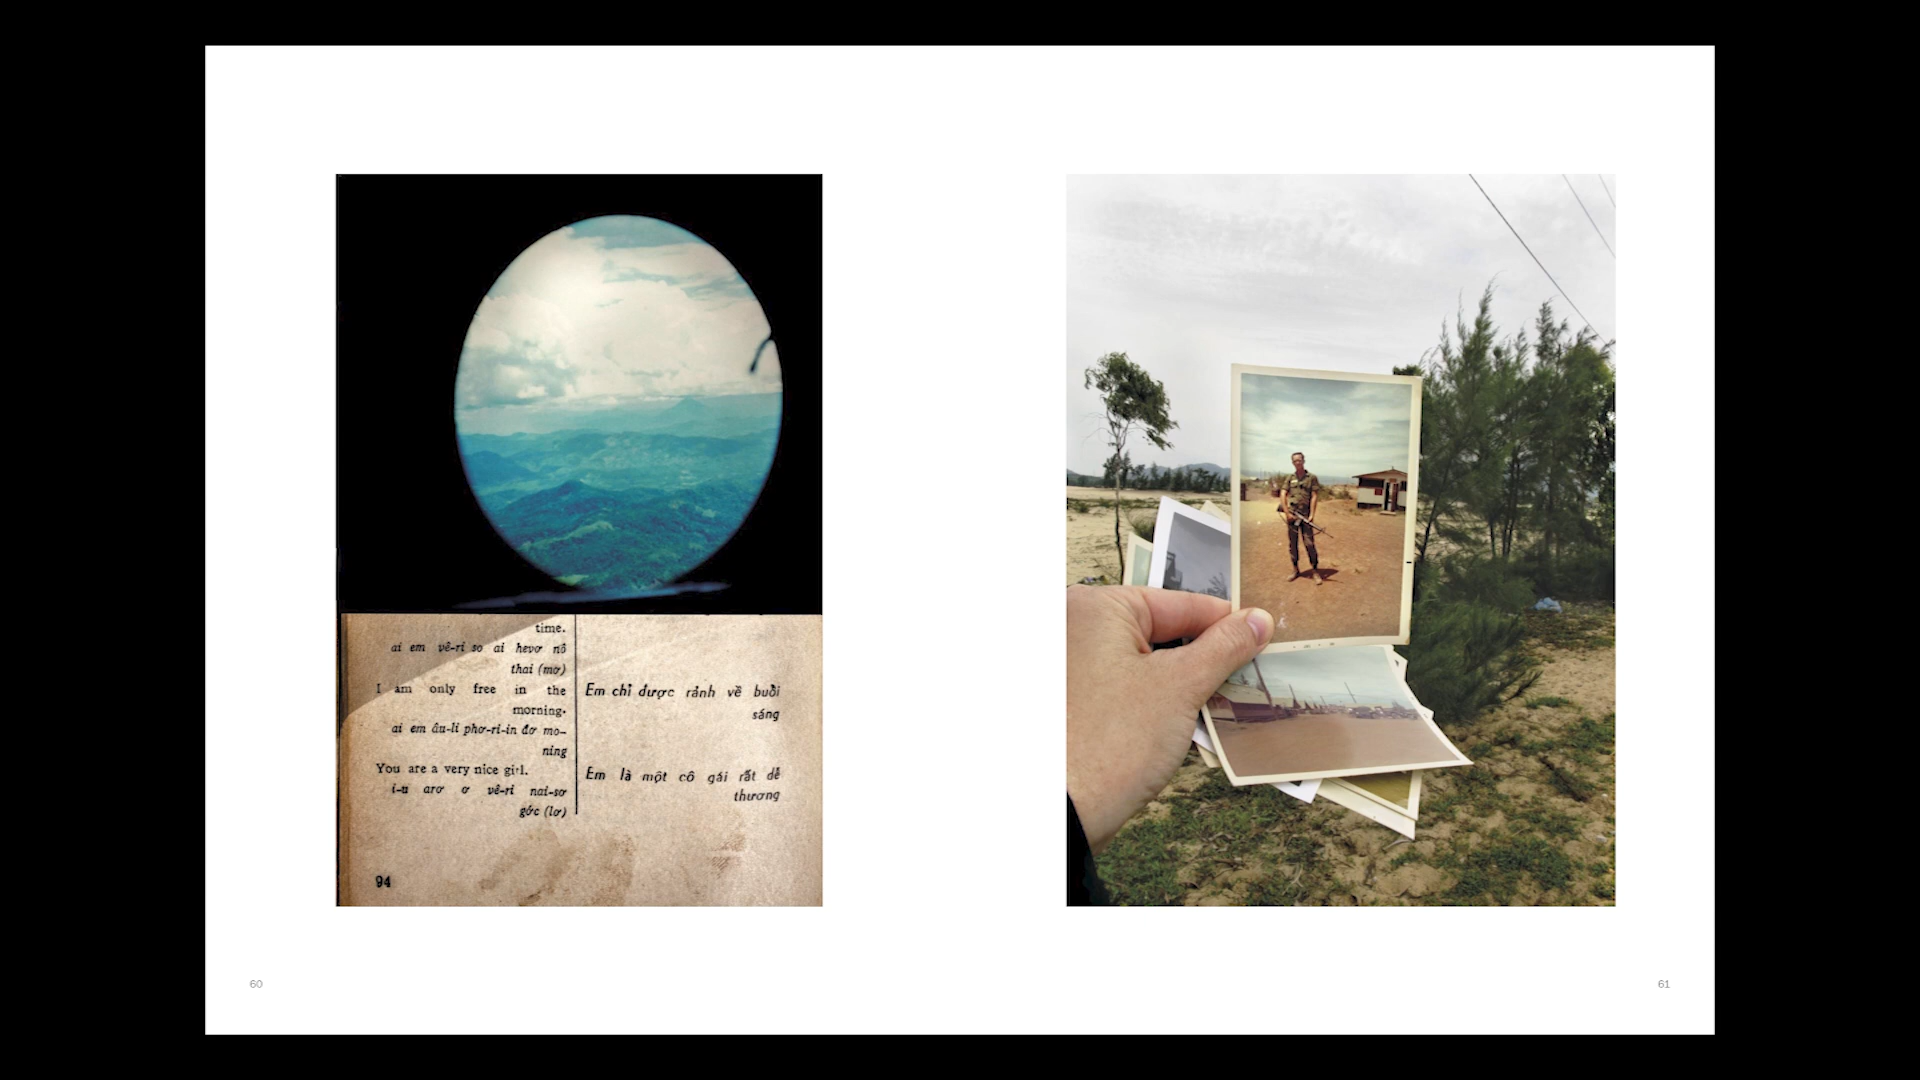 time.
ai em vê-ri so ai hevơ nô
thai (mơ)
I am only free in the
morning.
ai em âu-li phơ-ri-in đơ mo-
ning
You are a very nice girl.
i-u arơ ơ vê-ri nai-sơ
gớc (lơ)
Em chỉ được rảnh về buổi
sáng
Em là một cô gái rất dễ
thương
94
60
61